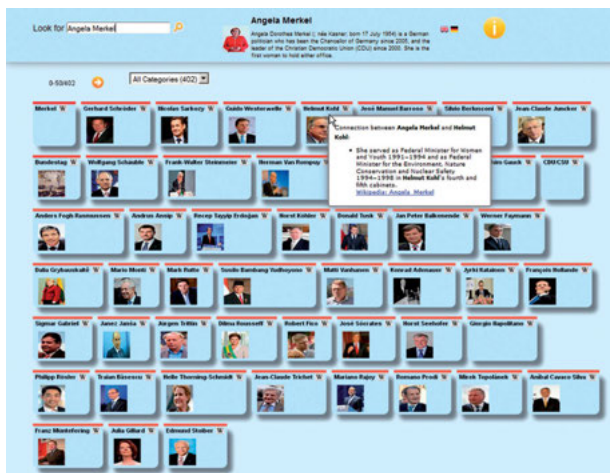 Angela Merkel
Look for Angela Merkel
Angela Dorothea Merkel (; née Kasner; born 17 July 1954) is a German
politician who has been the Chancellor of Germany since 2005, and the
leader of the Christian Democratic Union (CDU) since 2000. She is the
first woman to hold either office.
0-50/402 All Categories (402)
Merkel W Gerhard Schröder W Nicolas Sarkozy W Guido Westerwelle W Helmut Kohl W José Manuel Barroso W Silvio Berlusconi W Jean-Claude Juncker W
Connection between Angela Merkel and Helmut
Kohl:
She served as Federal Minister for Women
and Youth 1991-1994 and as Federal
Minister for the Environment, Nature
Conservation and Nuclear Safety
1994-1998 in Helmut Kohl's fourth and
fifth cabinets.
Wikipedia: Angela Merkel
Bundestag W Wolfgang Schäuble W Frank-Walter Steinmeier W Herman Van Rompuy Gauck W CDU/CSU W
Anders Fogh Rasmussen W Andrus Ansip W Recep Tayyip Erdoğan W Horst Köhler W Donald Tusk W Jan Peter Balkenende W Werner Faymann W
Dalia Grybauskaitė W Mario Monti W Mark Rutte W Susilo Bambang Yudhoyono W Matti Vanhanen W Konrad Adenauer W Jyrki Katainen W François Hollande W
Sigmar Gabriel W Janez Janša W Jürgen Trittin W Dilma Rousseff W Robert Fico W José Sócrates W Horst Seehofer W Giorgio Napolitano W
Philipp Rösler W Traian Băsescu W Helle Thorning-Schmidt W Jean-Claude Trichet W Mariano Rajoy W Romano Prodi W Mirek Topolánek W Aníbal Cavaco Silva W
Franz Müntefering W Julia Gillard W Edmund Stoiber W